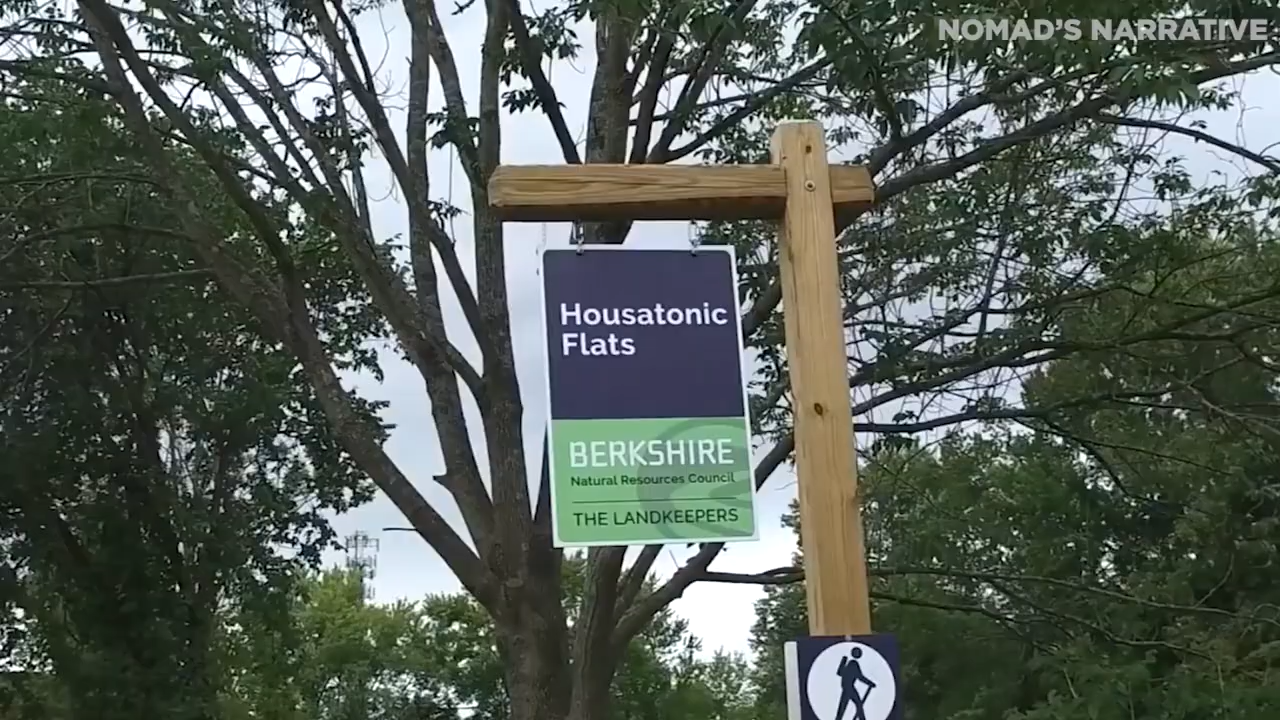 NOMAD'S NARRATIVE
Housatonic
Flats
BERKSHIRE
Natural Resources Council
THE LANDKEEPERS